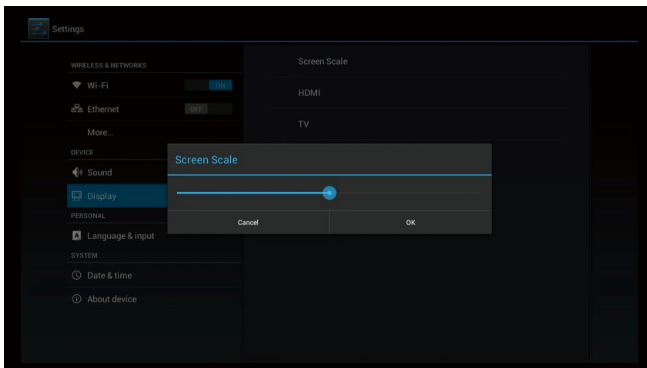 Settings
WIRELESS & NETWORKS
Wi-Fi
ON
Ethernet
OFF
More...
DEVICE
Sound
Display
PERSONAL
Language & input
SYSTEM
Date & time
About device
Screen Scale
HDMI
TV
Screen Scale
Cancel
OK